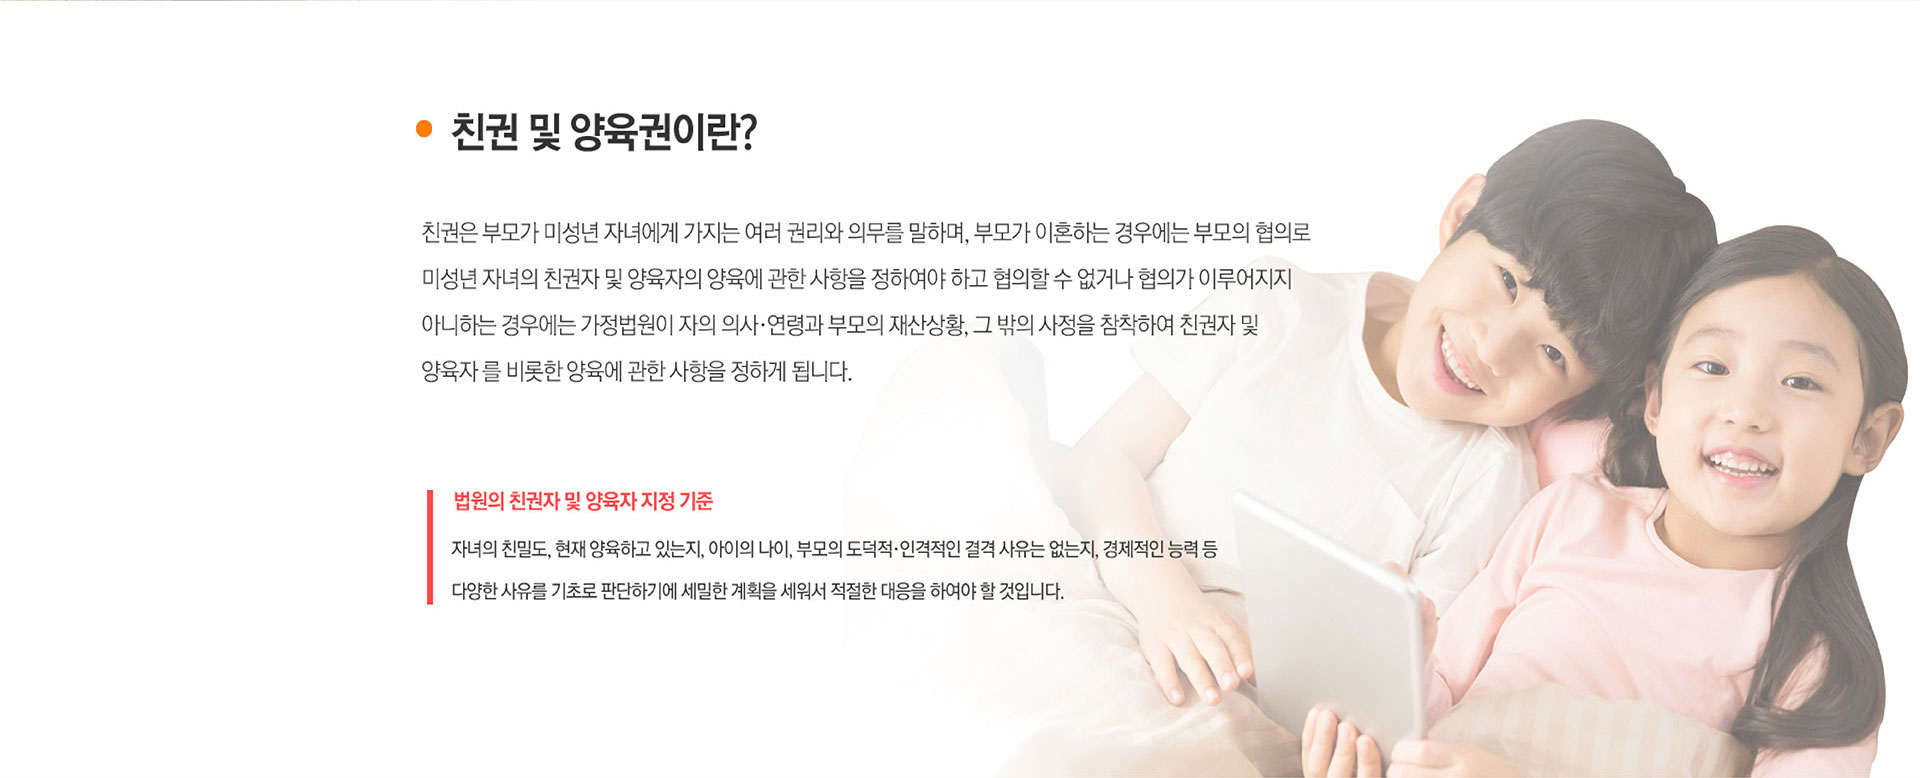 친권 및 양육권이란?
친권은 부모가 미성년 자녀에게 가지는 여러 권리와 의무를 말하며, 부모가 이혼하는 경우에는 부모의 협의로
미성년 자녀의 친권자 및 양육자의 양육에 관한 사항을 정하여야 하고 협의할 수 없거나 협의가 이루어지지
아니하는 경우에는 가정법원이 자의 의사·연령과 부모의 재산상황, 그 밖의 사정을 참착하여 친권자 및
양육자 를 비롯한 양육에 관한 사항을 정하게 됩니다.
법원의 친권자 및 양육자 지정 기준
자녀의 친밀도, 현재 양육하고 있는지, 아이의 나이, 부모의 도덕적·인격적인 결격 사유는 없는지, 경제적인 능력 등
다양한 사유를 기초로 판단하기에 세밀한 계획을 세워서 적절한 대응을 하여야 할 것입니다.